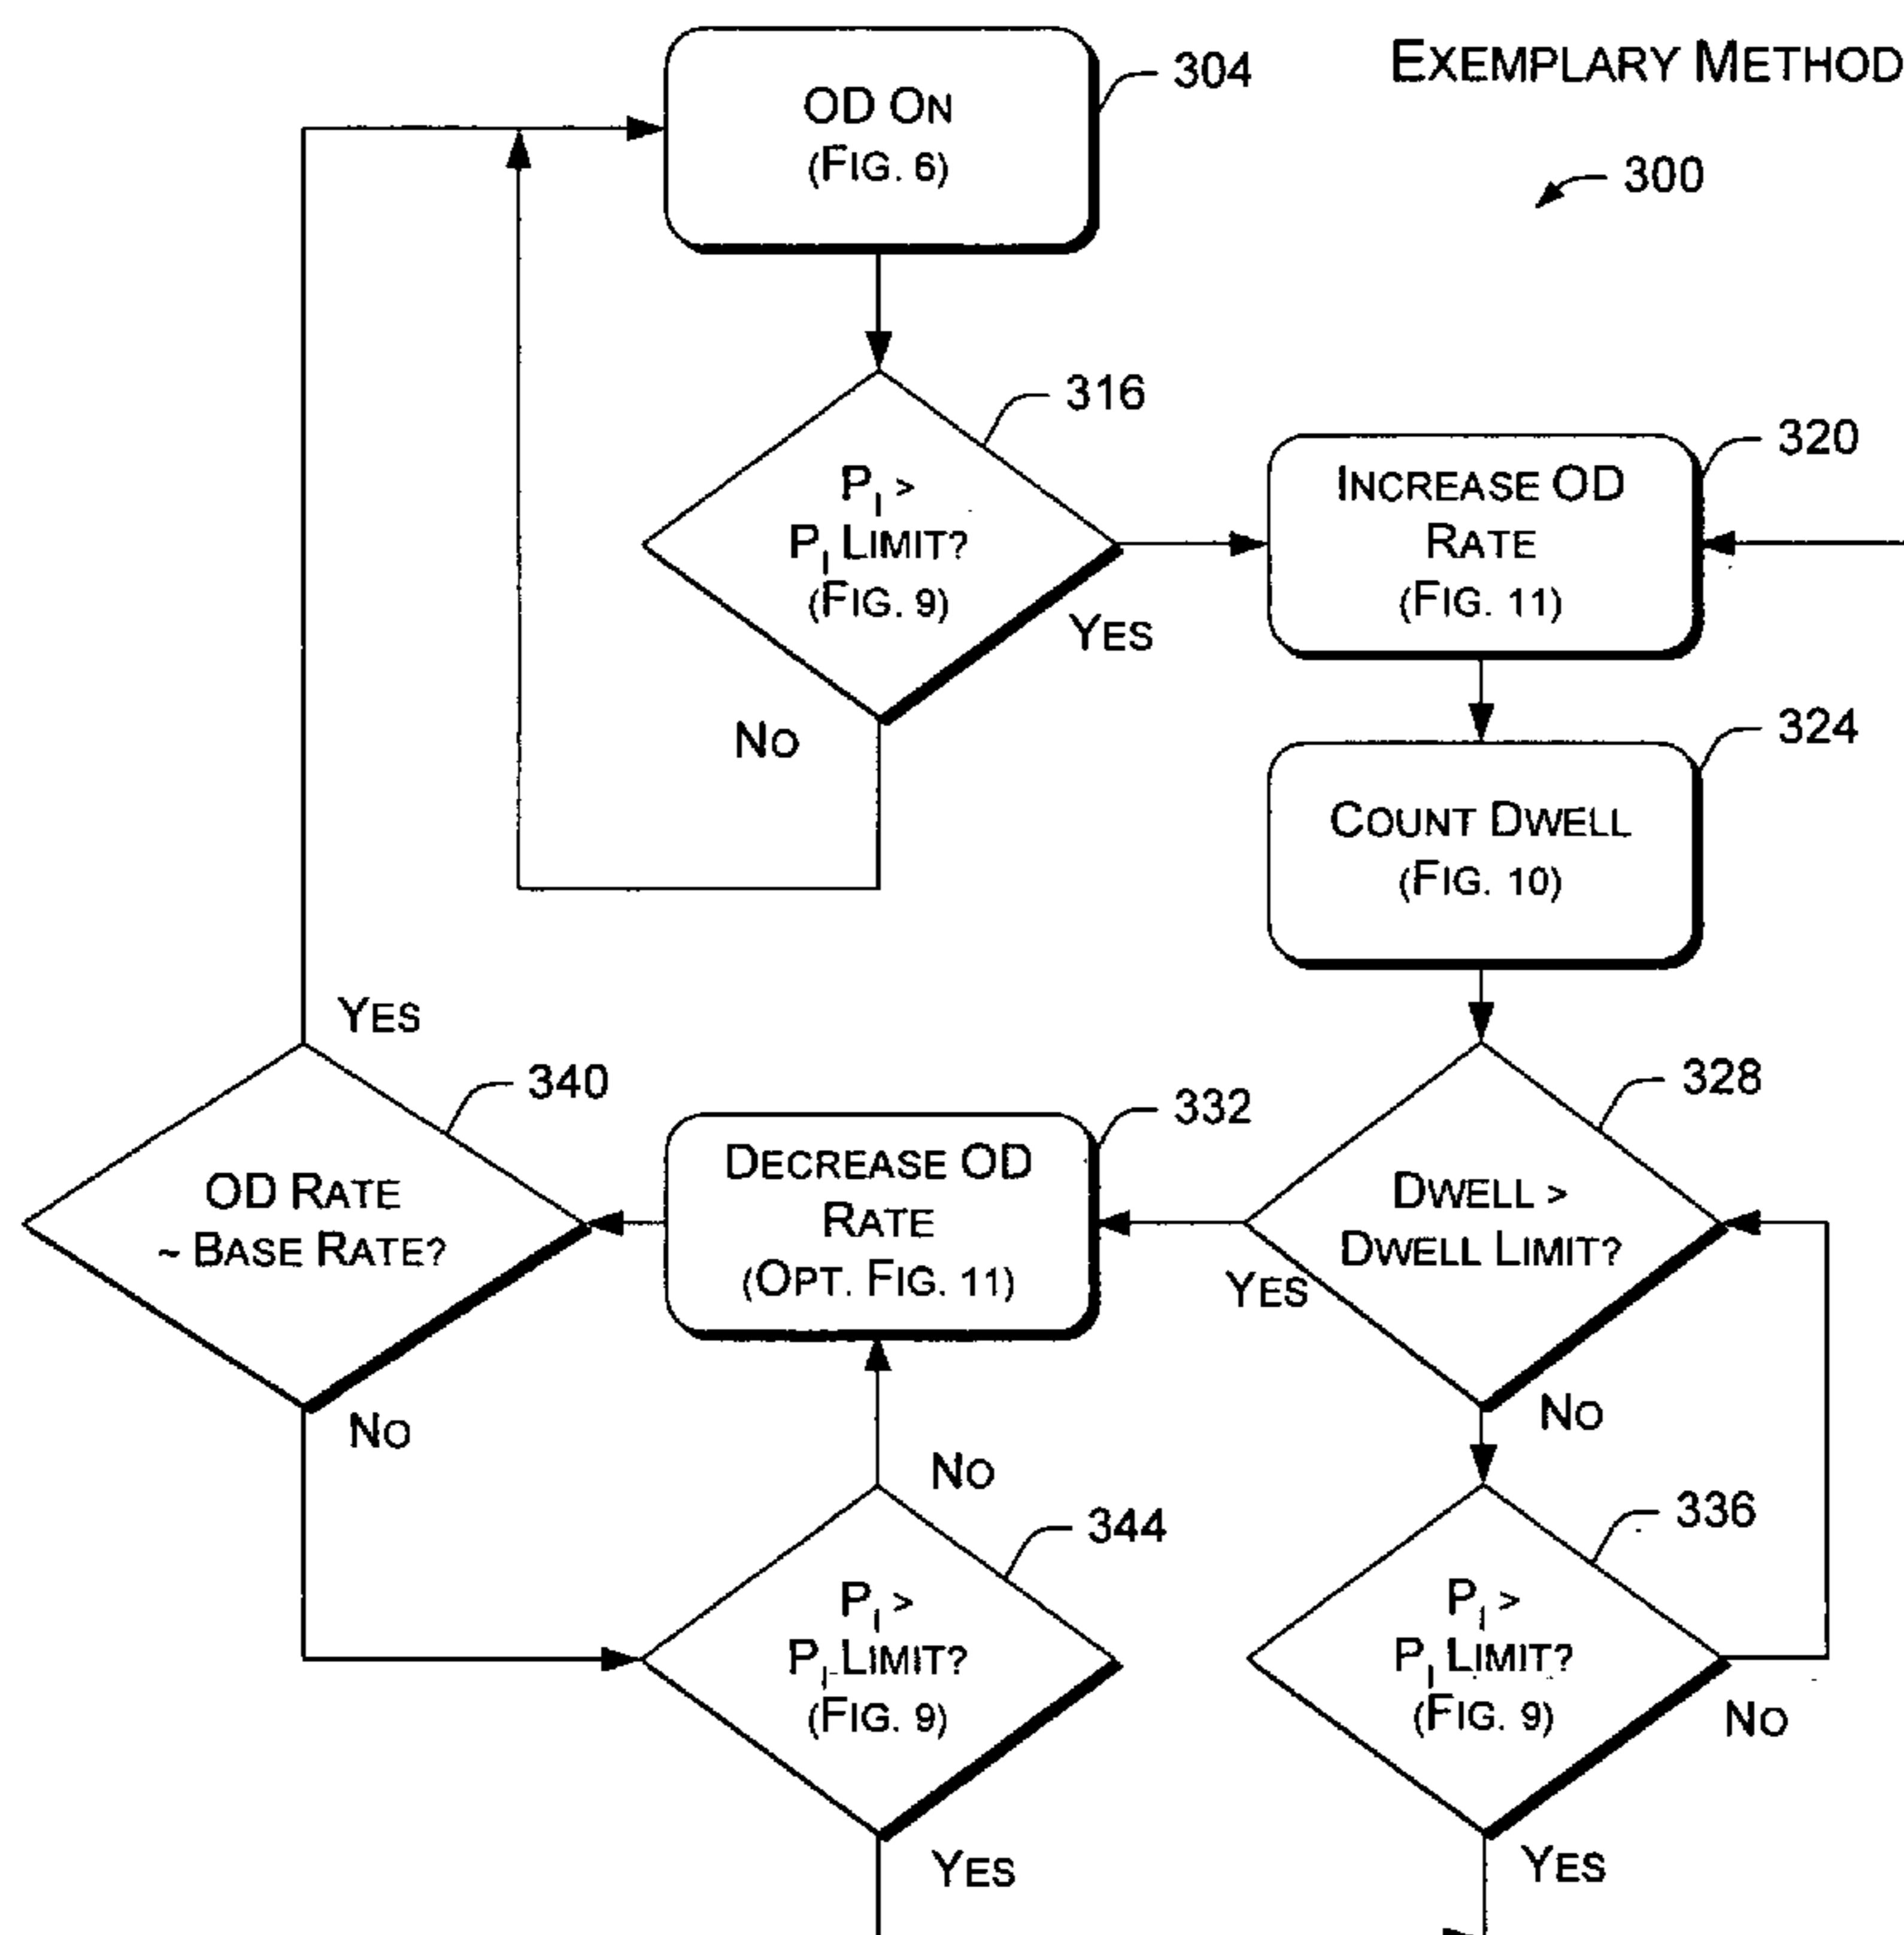 EXEMPLARY METHOD
300
304
OD ON
(FIG. 6)
316
P_I >
P_I LIMIT?
(FIG. 9)
YES
NO
320
INCREASE OD
RATE
(FIG. 11)
324
COUNT DWELL
(FIG. 10)
328
DWELL >
DWELL LIMIT?
YES
NO
332
DECREASE OD
RATE
(OPT. FIG. 11)
340
OD RATE
~ BASE RATE?
YES
NO
344
P_I >
P_I LIMIT?
(FIG. 9)
NO
YES
336
P_I >
P_I LIMIT?
(FIG. 9)
NO
YES